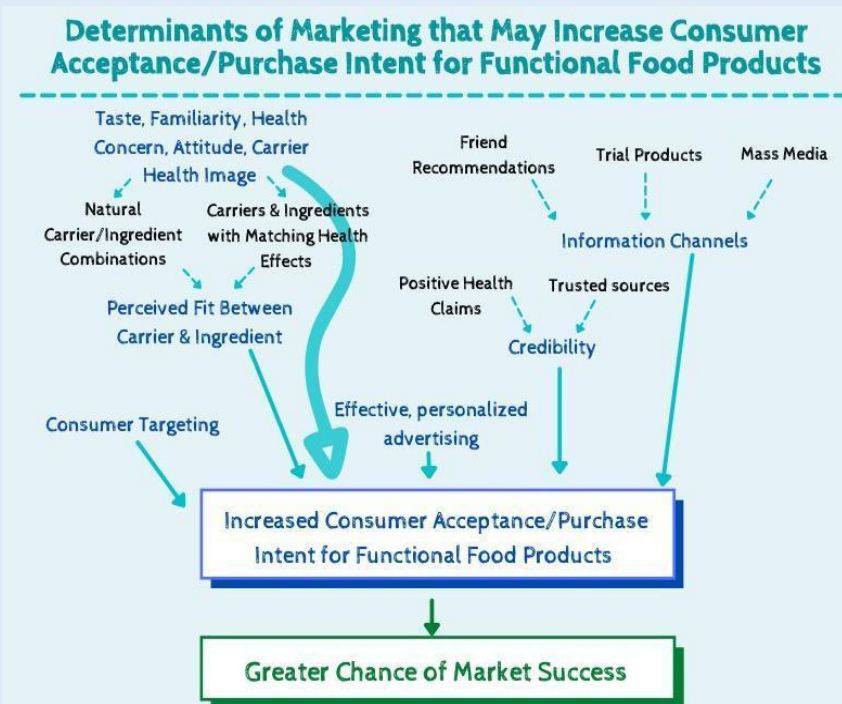 Determinants of Marketing that May Increase Consumer
Acceptance/Purchase Intent for Functional Food Products
Taste, Familiarity, Health
Concern, Attitude, Carrier
Health Image
Natural
Carrier/Ingredient
Combinations
Carriers & Ingredients
with Matching Health
Effects
Perceived Fit Between
Carrier & Ingredient
Friend
Recommendations
Trial Products
Mass Media
Information Channels
Positive Health
Claims
Trusted sources
Credibility
Consumer Targeting
Effective, personalized
advertising
Increased Consumer Acceptance/Purchase
Intent for Functional Food Products
Greater Chance of Market Success